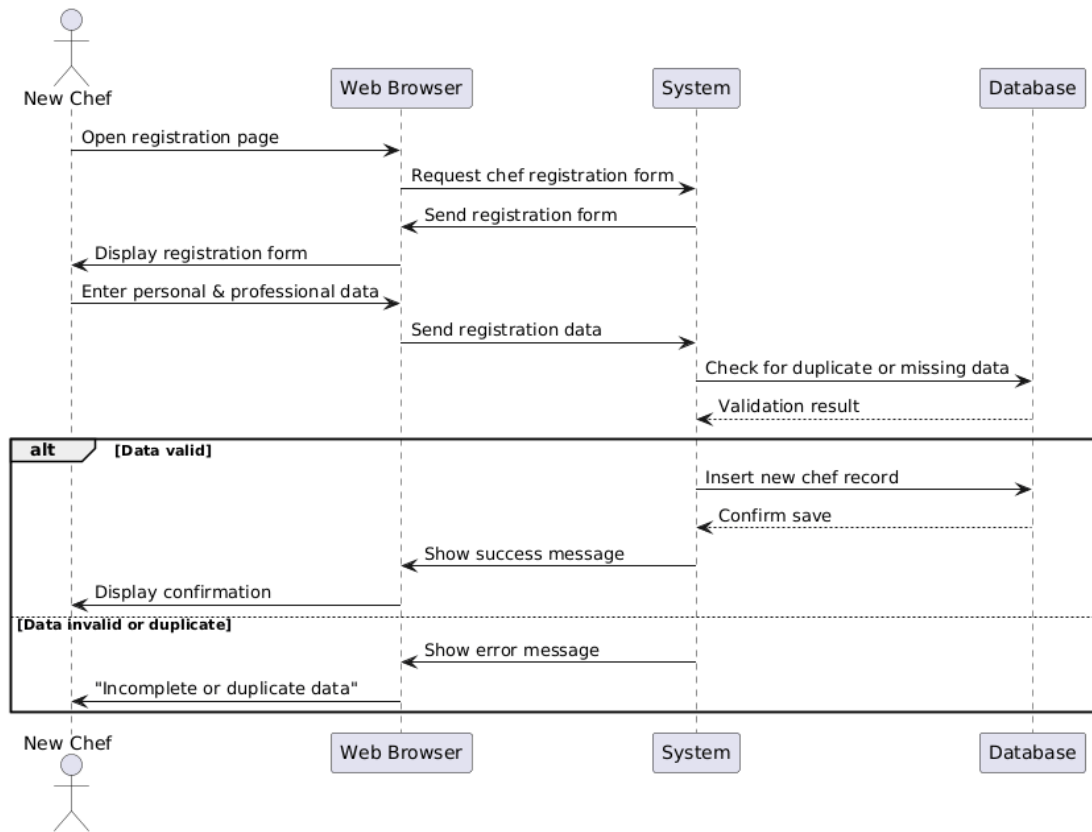 New Chef
Web Browser
System
Database
Open registration page
Request chef registration form
Send registration form
Display registration form
Enter personal & professional data
Send registration data
Check for duplicate or missing data
Validation result
alt
[Data valid]
Insert new chef record
Confirm save
Show success message
Display confirmation
[Data invalid or duplicate]
Show error message
"Incomplete or duplicate data"
New Chef
Web Browser
System
Database